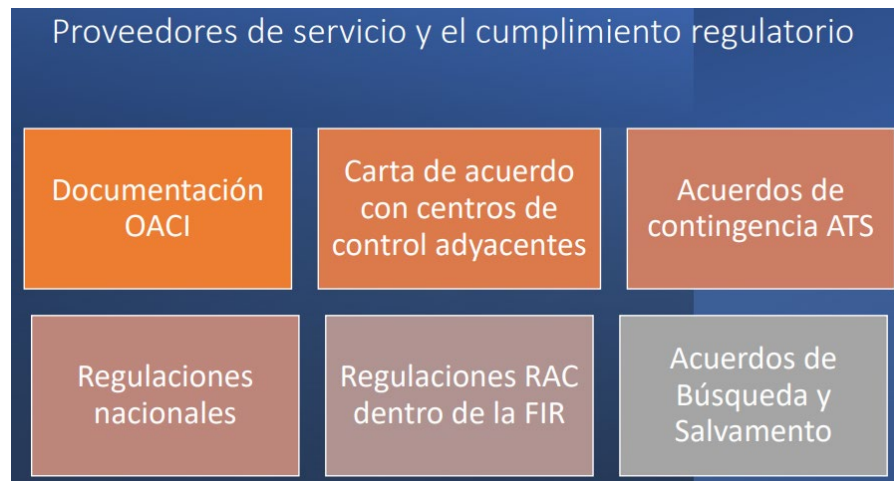 Proveedores de servicio y el cumplimiento regulatorio
Documentación
OACI
Carta de acuerdo
con centros de
control adyacentes
Acuerdos de
contingencia ATS
Regulaciones
nacionales
Regulaciones RAC
dentro de la FIR
Acuerdos de
Búsqueda y
Salvamento